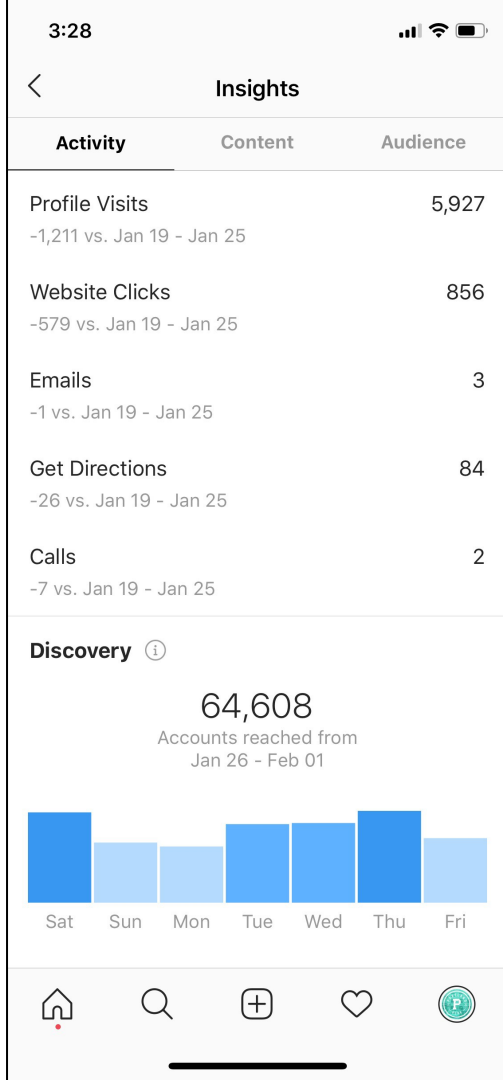 3:28
Insights
Activity Content Audience
Profile Visits 5,927
-1,211 vs. Jan 19 - Jan 25
Website Clicks 856
-579 vs. Jan 19 - Jan 25
Emails 3
-1 vs. Jan 19 - Jan 25
Get Directions 84
-26 vs. Jan 19 - Jan 25
Calls 2
-7 vs. Jan 19 - Jan 25
Discovery
64,608
Accounts reached from
Jan 26 - Feb 01
Sat Sun Mon Tue Wed Thu Fri
P